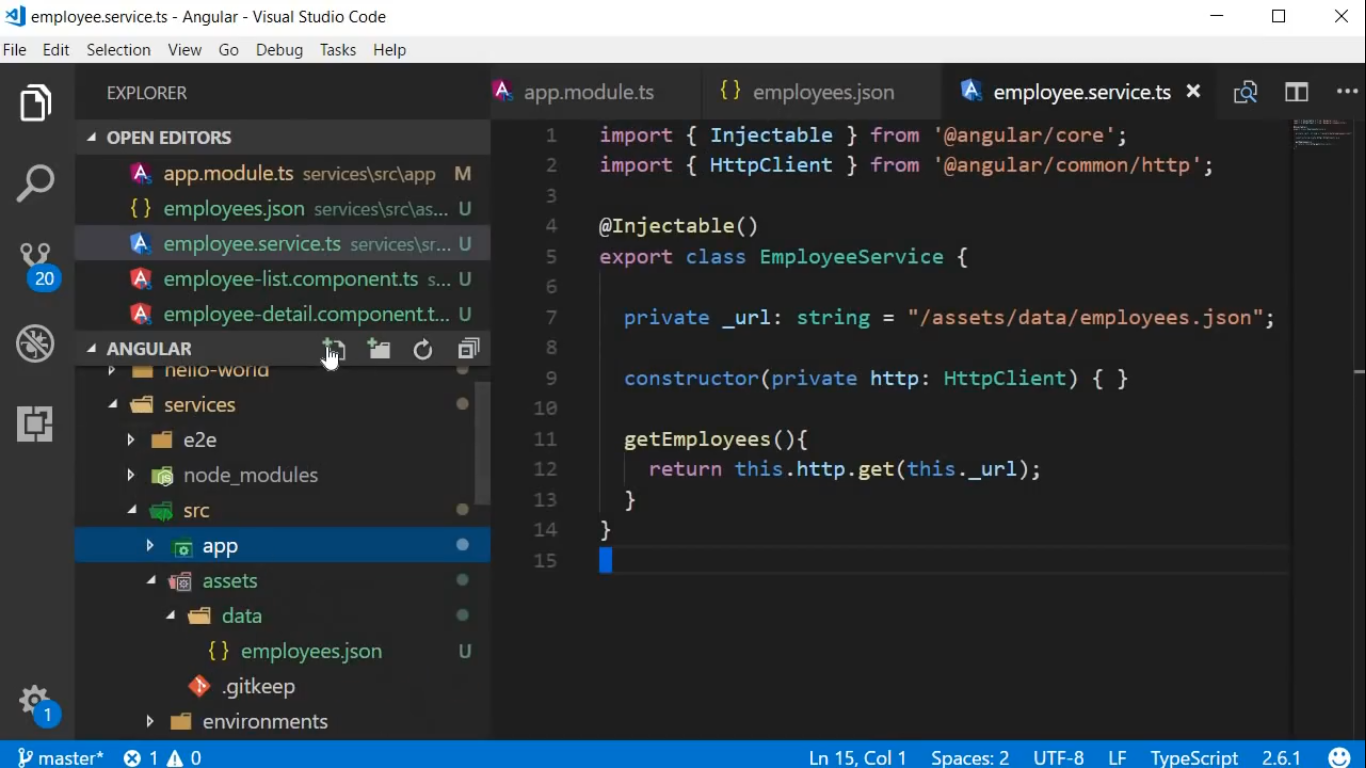 employee.service.ts - Angular - Visual Studio Code
File Edit Selection View Go Debug Tasks Help
EXPLORER
OPEN EDITORS
app.module.ts services\src\app M
employees.json services\src\as... U
employee.service.ts services\sr... U
employee-list.component.ts s... U
employee-detail.component.t... U
ANGULAR
hello-world
services
e2e
node_modules
src
app
assets
data
employees.json U
.gitkeep
environments
20
1
app.module.ts employees.json employee.service.ts
1 import { Injectable } from '@angular/core';
2 import { HttpClient } from '@angular/common/http';
3
4 @Injectable()
5 export class EmployeeService {
6
7 private _url: string = "/assets/data/employees.json";
8
9 constructor(private http: HttpClient) { }
10
11 getEmployees(){
12 return this.http.get(this._url);
13 }
14 }
15
master* 1 0 Ln 15, Col 1 Spaces: 2 UTF-8 LF TypeScript 2.6.1